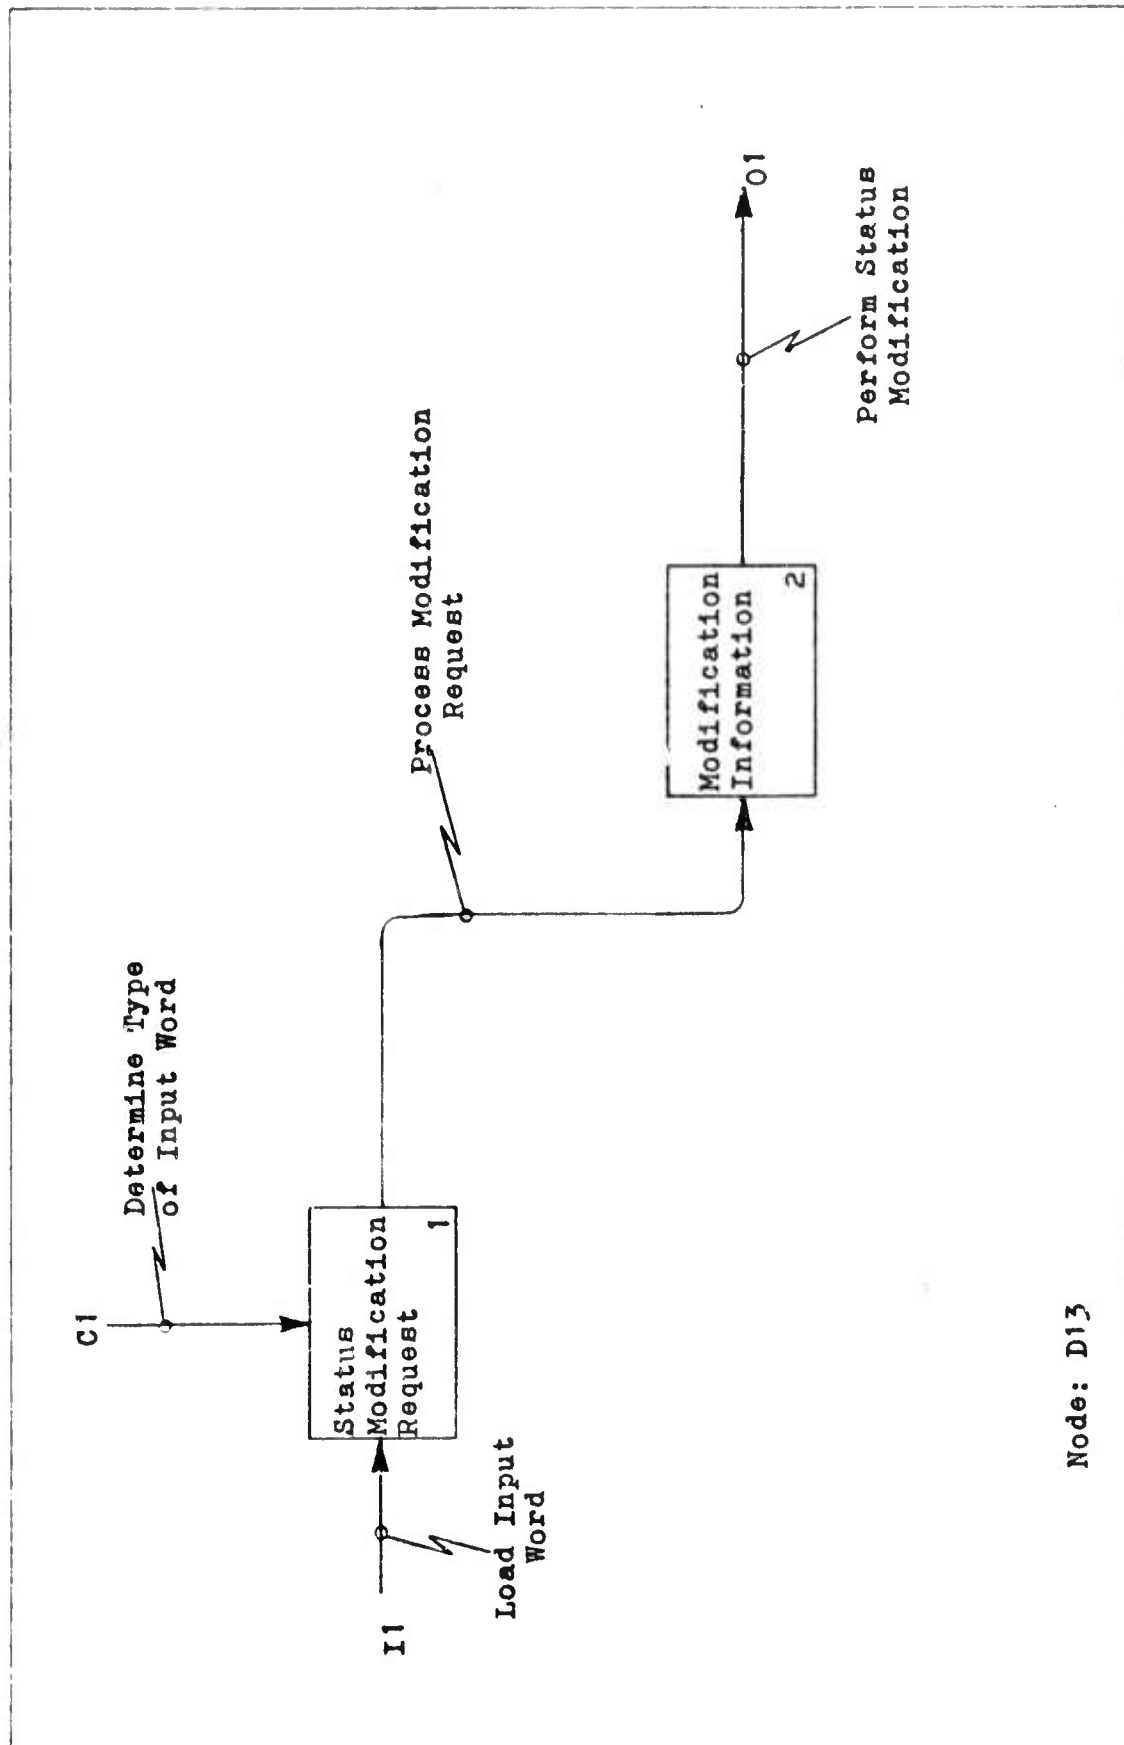 C1
Determine Type
of Input Word
I1
Load Input
Word
Status
Modification
Request
1
Process Modification
Request
Modification
Information
2
O1
Perform Status
Modification
Node: D13